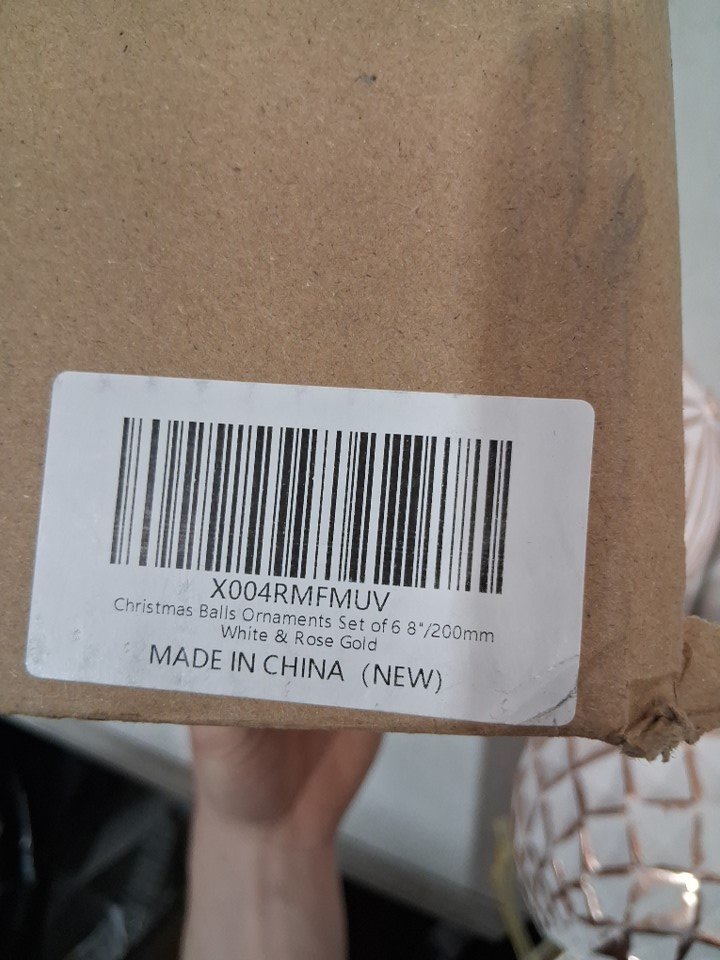 X004RMFMUV
Christmas Balls Ornaments Set of 6 8"/200mm
White & Rose Gold
MADE IN CHINA（NEW）